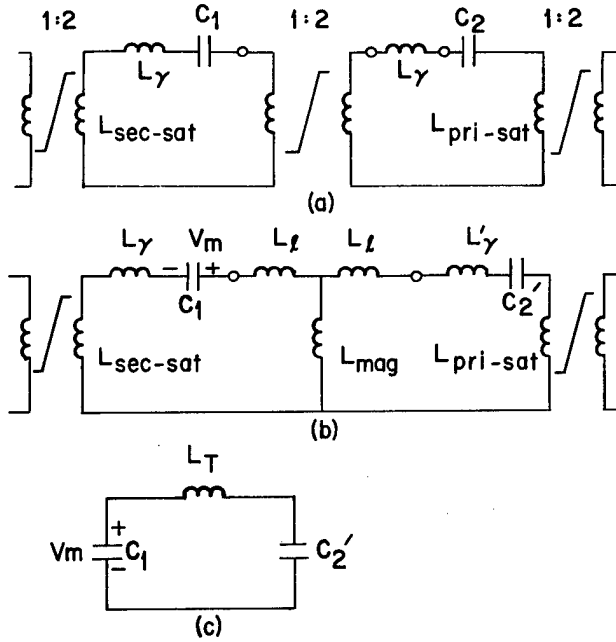 1:2 C₁ 1:2 C₂ 1:2
Lγ Lγ
Lsec-sat Lpri-sat
(a)
Lγ Vm Lℓ Lℓ L'γ
− +
C₁ C₂'
Lsec-sat Lmag Lpri-sat
(b)
LT
+
Vm C₁ C₂'
−
(c)